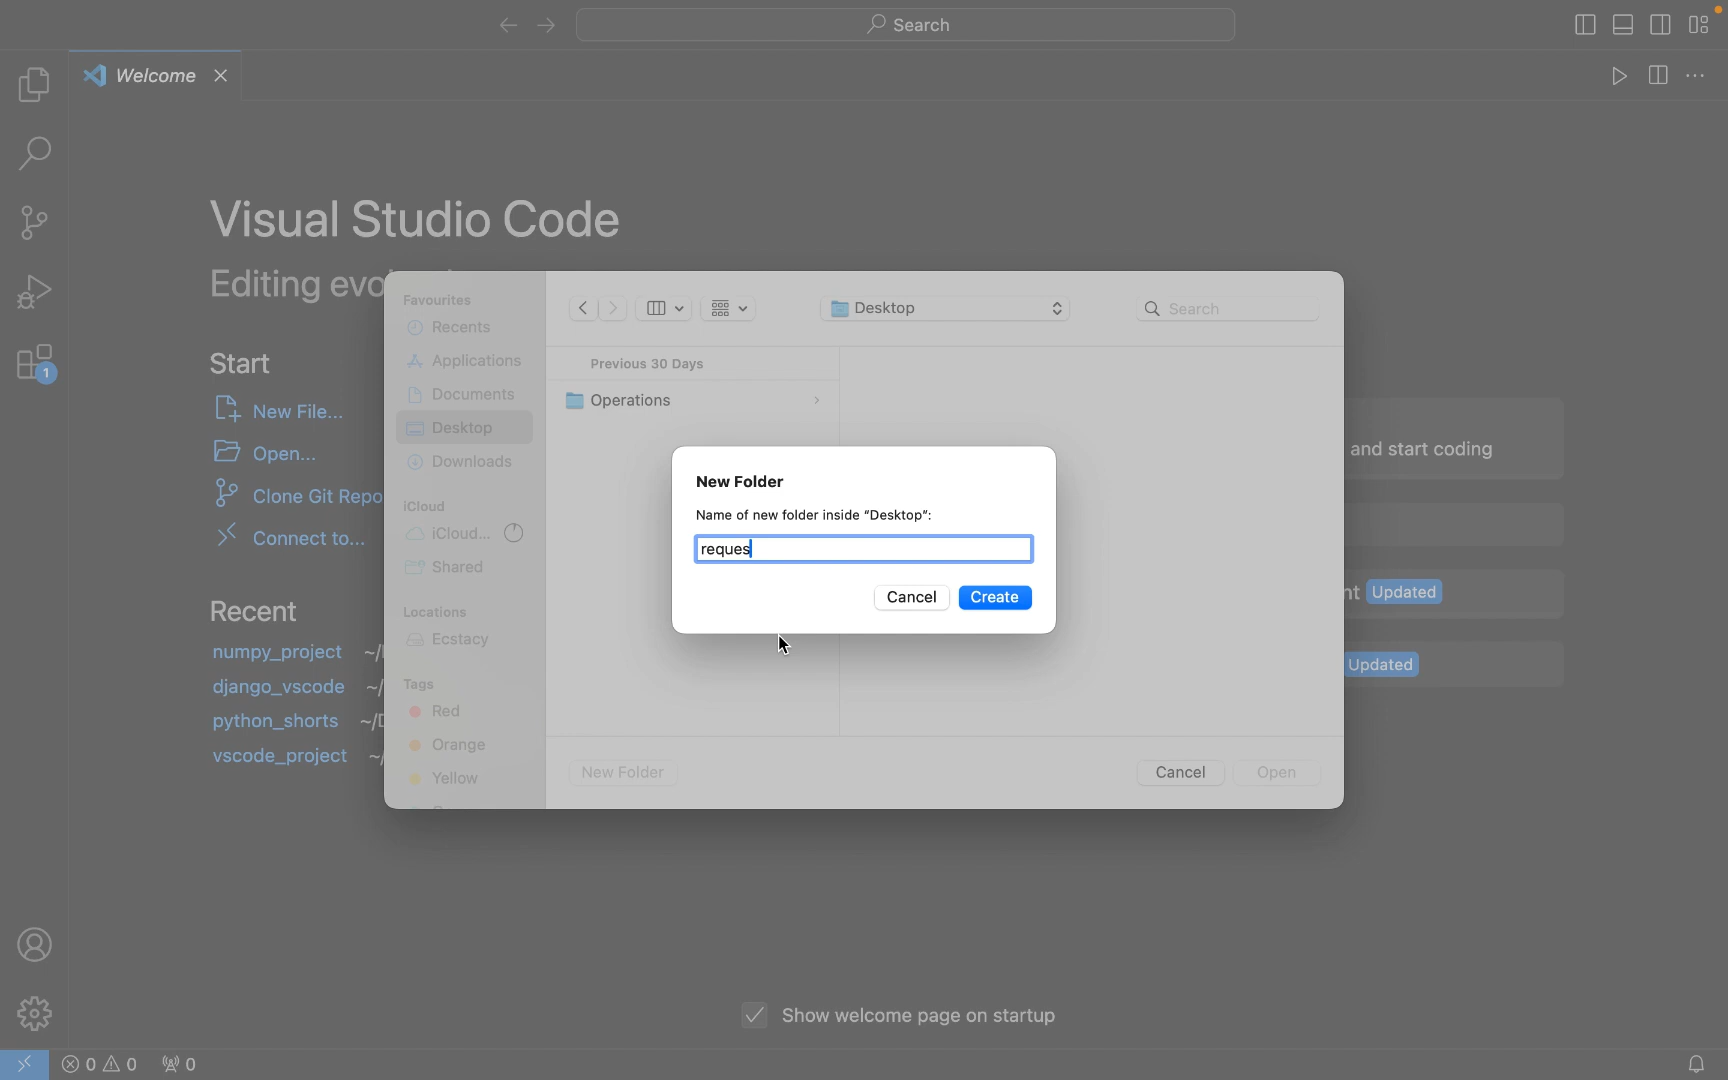 Search
Welcome
Visual Studio Code
Editing evo
Start
New File...
Open...
Clone Git Repo
Connect to...
Recent
numpy_project ~/
django_vscode ~/
python_shorts ~/D
vscode_project ~/
Favourites
Recents
Applications
Documents
Desktop
Downloads
iCloud
iCloud...
Shared
Locations
Ecstacy
Tags
Red
Orange
Yellow
Desktop
Search
Previous 30 Days
Operations
New Folder
Name of new folder inside “Desktop”:
reques
Cancel Create
New Folder
Cancel Open
and start coding
nt Updated
Updated
1
Show welcome page on startup
0 0 0